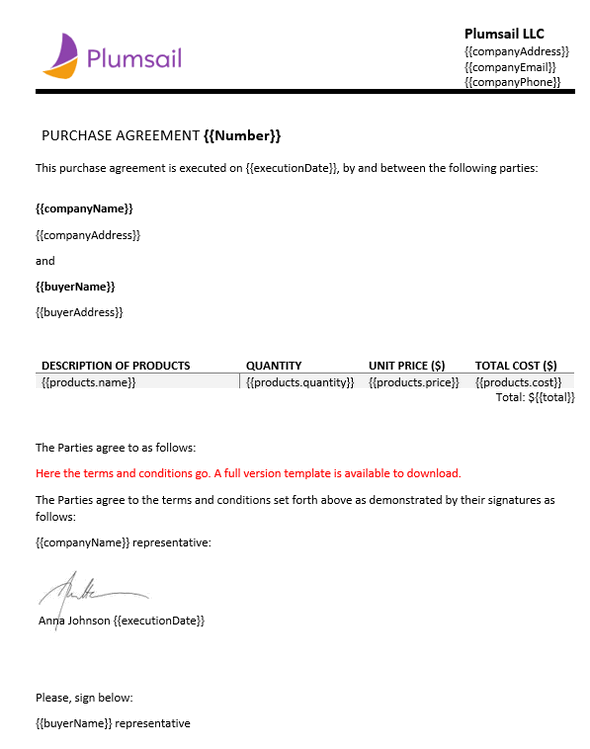 Plumsail
Plumsail LLC
{{companyAddress}}
{{companyEmail}}
{{companyPhone}}
PURCHASE AGREEMENT {{Number}}
This purchase agreement is executed on {{executionDate}}, by and between the following parties:
{{companyName}}
{{companyAddress}}
and
{{buyerName}}
{{buyerAddress}}
DESCRIPTION OF PRODUCTS QUANTITY UNIT PRICE ($) TOTAL COST ($)
{{products.name}} {{products.quantity}} {{products.price}} {{products.cost}}
Total: ${{total}}
The Parties agree to as follows:
Here the terms and conditions go. A full version template is available to download.
The Parties agree to the terms and conditions set forth above as demonstrated by their signatures as
follows:
{{companyName}} representative:
Anna Johnson {{executionDate}}
Please, sign below:
{{buyerName}} representative